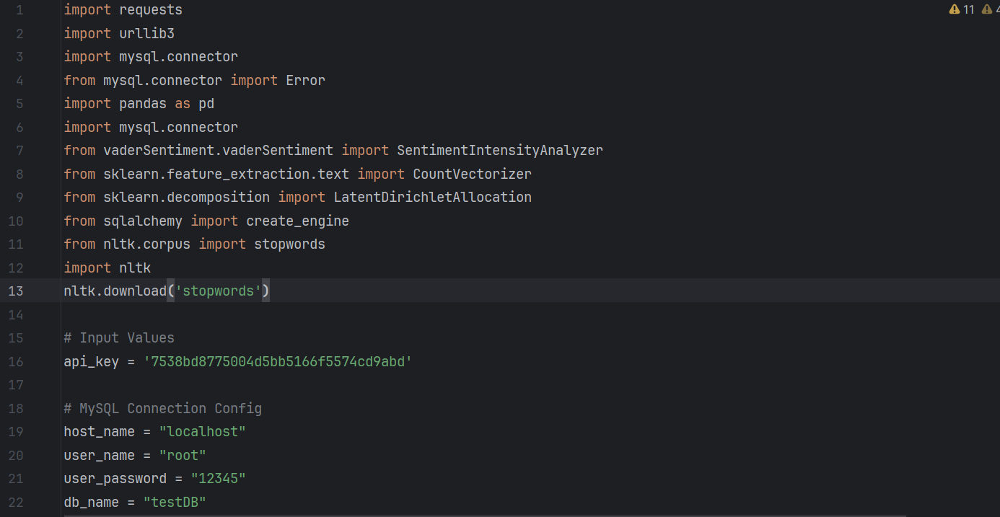 1 import requests
2 import urllib3
3 import mysql.connector
4 from mysql.connector import Error
5 import pandas as pd
6 import mysql.connector
7 from vaderSentiment.vaderSentiment import SentimentIntensityAnalyzer
8 from sklearn.feature_extraction.text import CountVectorizer
9 from sklearn.decomposition import LatentDirichletAllocation
10 from sqlalchemy import create_engine
11 from nltk.corpus import stopwords
12 import nltk
13 nltk.download('stopwords')
14
15 # Input Values
16 api_key = '7538bd8775004d5bb5166f5574cd9abd'
17
18 # MySQL Connection Config
19 host_name = "localhost"
20 user_name = "root"
21 user_password = "12345"
22 db_name = "testDB"
11